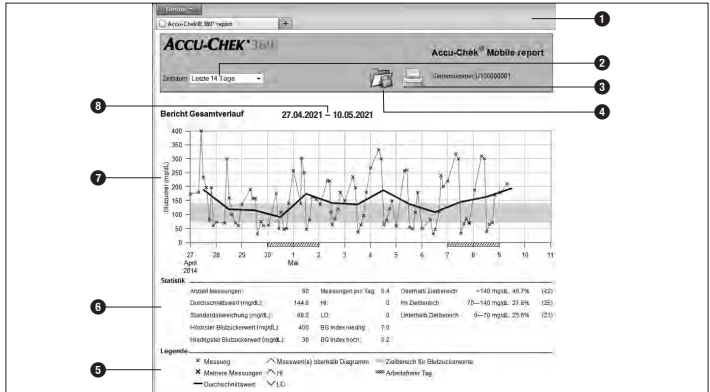 Firefox
Accu-Chek® 360° report
+
1
ACCU-CHEK® 360°
Accu-Chek® Mobile report
2
Zeitraum Letzte 14 Tage
Seriennummer U100000001
3
4
8
Bericht Gesamtverlauf 27.04.2021 – 10.05.2021
7
Blutzucker (mg/dL)
400
350
300
250
200
150
100
50
0
27 28 29 30 1 2 3 4 5 6 7 8 9 10 11
April Mai
2014
Statistik
6
Anzahl Messungen: 90 Messungen pro Tag: 6.4 Oberhalb Zielbereich >140 mg/dL: 46.7% (42)
Durchschnittswert (mg/dL): 144.6 HI: 0 Im Zielbereich 70—140 mg/dL: 27.8% (25)
Standardabweichung (mg/dL): 88.0 LO: 0 Unterhalb Zielbereich 0—70 mg/dL: 25.6% (23)
Höchster Blutzuckerwert (mg/dL): 400 BG Index niedrig: 7.0
Niedrigster Blutzuckerwert (mg/dL): 30 BG Index hoch: 8.2
Legende
5
× Messung Messwert(e) oberhalb Diagramm Zielbereich für Blutzuckerwerte
Mehrere Messungen HI Arbeitsfreier Tag
Durchschnittswert LO